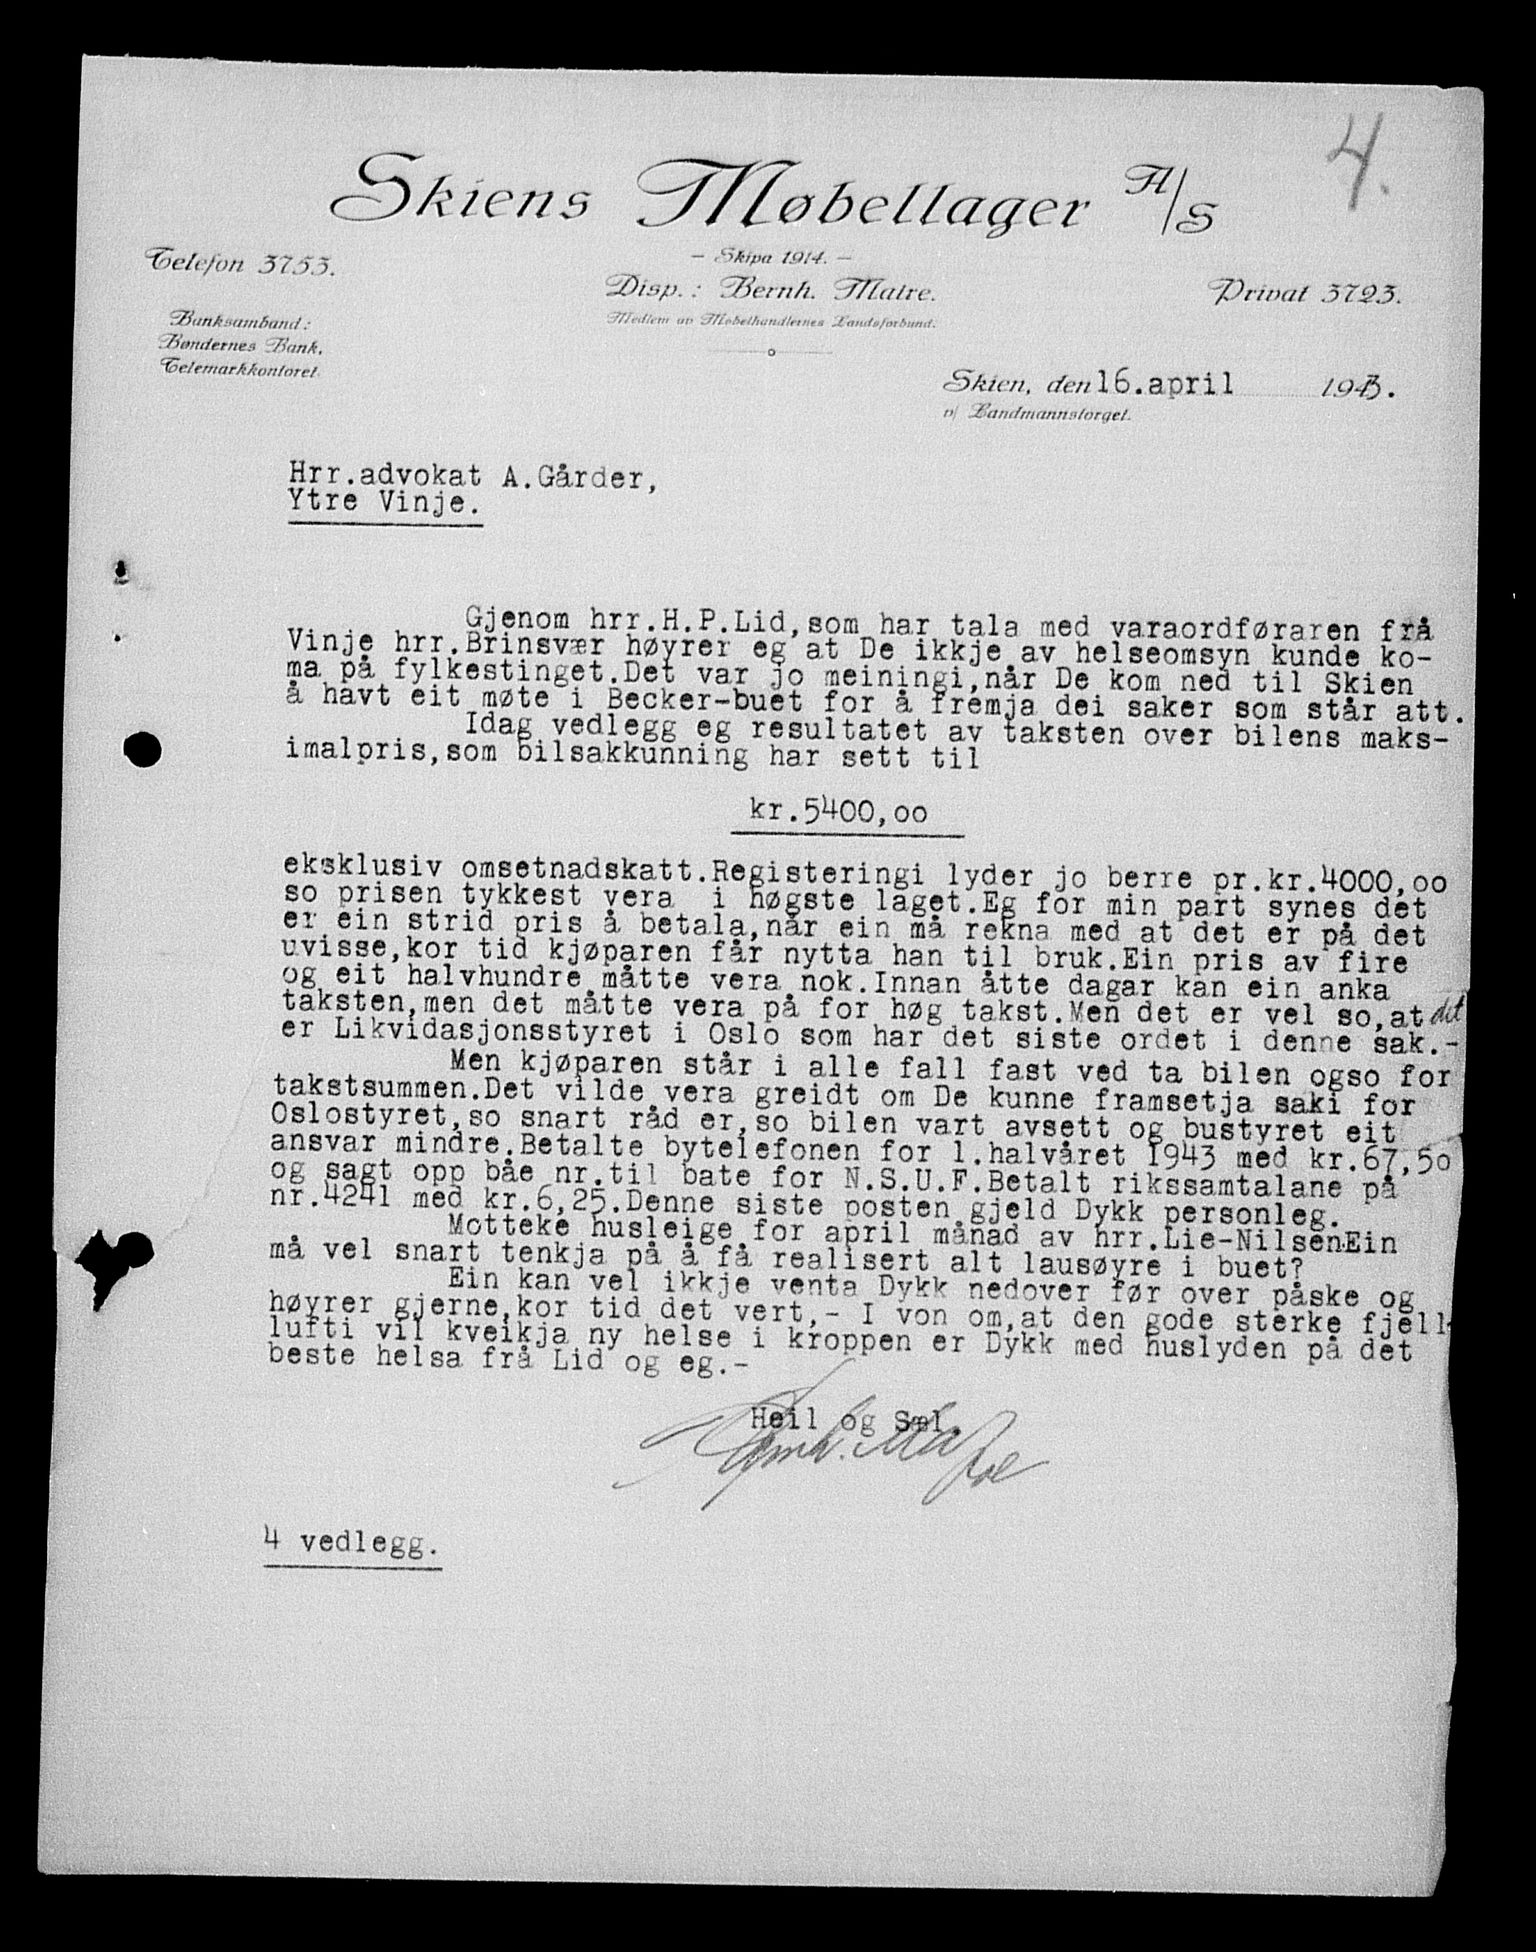 4.
Skiens Møbellager A/S
Telefon 3753.
— Skipa 1914. —
Disp.: Bernh. Matre.
Privat 3723.
Medlem av Møbelhandlernes Landsforbund.
Banksamband:
Bøndernes Bank,
Telemarkkontoret.
Skien, den 16.april 1943.
v/ Landmannstorget.
Hrr.advokat A.Gårder,
Ytre Vinje.
Gjenom hrr.H.P.Lid,som har tala med varaordføraren frå
Vinje hrr.Brinsvær høyrer eg at De ikkje av helseomsyn kunde ko-
ma på fylkestinget.Det var jo meiningi,når De kom ned til Skien
å havt eit møte i Becker-buet for å fremja dei saker som står att.
Idag vedlegg eg resultatet av taksten over bilens maks-
imalpris,som bilsakkunning har sett til
kr.5400,oo
eksklusiv omsetnadskatt.Registeringi lyder jo berre pr.kr.4000,oo
so prisen tykkest vera i høgste laget.Eg for min part synes det
er ein strid pris å betala,når ein må rekna med at det er på det
uvisse,kor tid kjøparen får nytta han til bruk.Ein pris av fire
og eit halvhundre måtte vera nok.Innan åtte dagar kan ein anka
taksten,men det måtte vera på for høg takst.Men det er vel so,at det
er Likvidasjonsstyret i Oslo som har det siste ordet i denne sak.-
Men kjøparen står i alle fall fast ved ta bilen ogso for
takstsummen.Det vilde vera greidt om De kunne framsetja saki for
Oslostyret,so snart råd er,so bilen vart avsett og bustyret eit
ansvar mindre.Betalte bytelefonen for 1.halvåret 1943 med kr.67,50
og sagt opp båe nr.til bate for N.S.U.F.Betalt rikssamtalane på
nr.4241 med kr.6,25.Denne siste posten gjeld Dykk personleg.
Motteke husleige for april månad av hrr.Lie-Nilsen.Ein
må vel snart tenkja på å få realisert alt lausøyre i buet?
Ein kan vel ikkje venta Dykk nedover før over påske og
høyrer gjerne,kor tid det vert,- I von om,at den gode sterke fjell-
lufti vil kveikja ny helse i kroppen er Dykk med huslyden på det
beste helsa frå Lid og eg.-
Heil og Sæl.
Bernh. Matre
4 vedlegg.